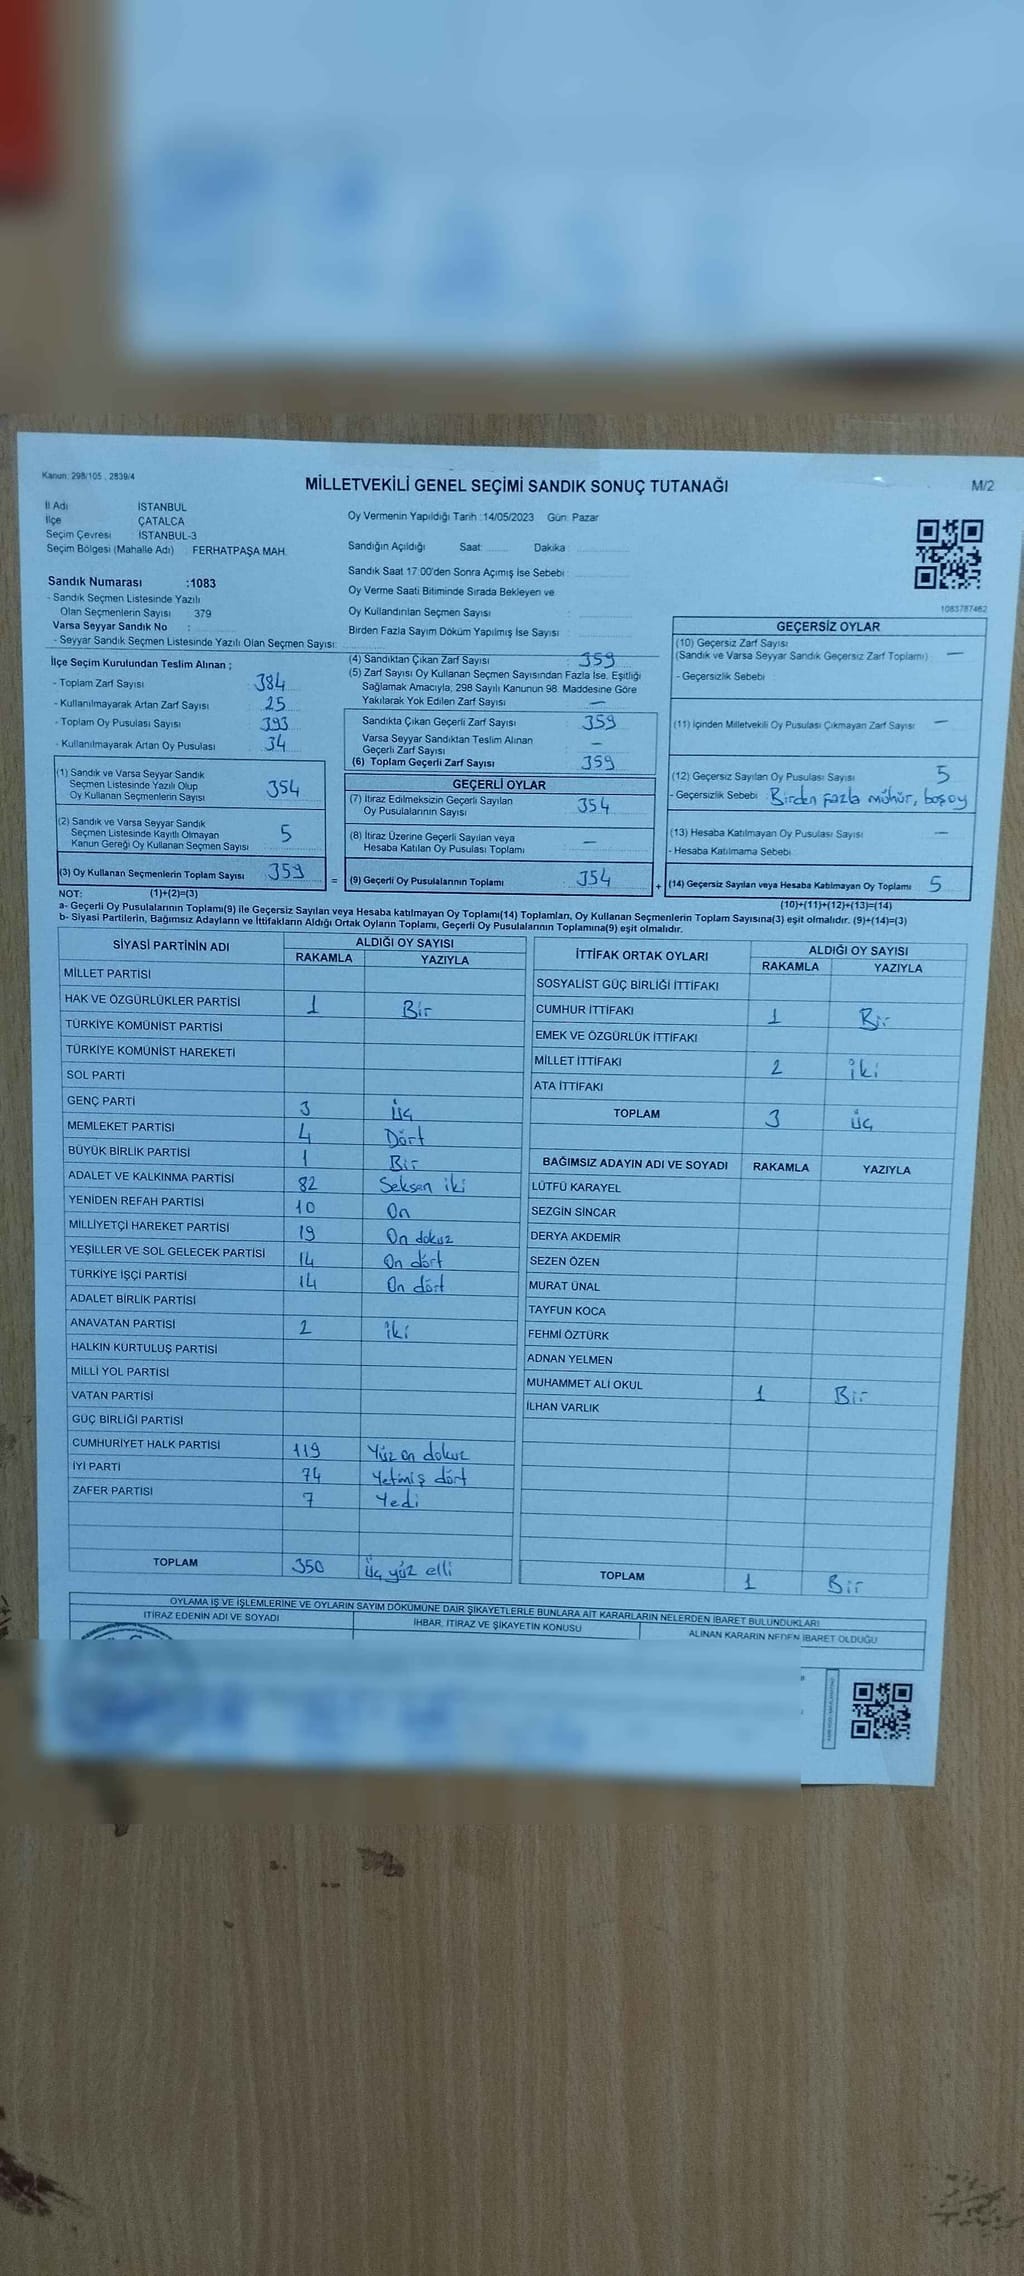 Kanun: 298/105 , 2839/4
MİLLETVEKİLİ GENEL SEÇİMİ SANDIK SONUÇ TUTANAĞI
M/2
İl Adı İSTANBUL
İlçe ÇATALCA
Seçim Çevresi İSTANBUL-3
Seçim Bölgesi (Mahalle Adı) FERHATPAŞA MAH.
Sandık Numarası :1083
- Sandık Seçmen Listesinde Yazılı
Olan Seçmenlerin Sayısı : 379
Varsa Seyyar Sandık No :
- Seyyar Sandık Seçmen Listesinde Yazılı Olan Seçmen Sayısı:
Oy Vermenin Yapıldığı Tarih :14/05/2023 Gün: Pazar
Sandığın Açıldığı Saat: Dakika :
Sandık Saat 17:00'den Sonra Açımış İse Sebebi :
Oy Verme Saati Bitiminde Sırada Bekleyen ve
Oy Kullandırılan Seçmen Sayısı :
Birden Fazla Sayım Döküm Yapılmış İse Sayısı :
1083787462
İlçe Seçim Kurulundan Teslim Alınan ;
- Toplam Zarf Sayısı 384
- Kullanılmayarak Artan Zarf Sayısı 25
- Toplam Oy Pusulası Sayısı 393
- Kullanılmayarak Artan Oy Pusulası 34
(1) Sandık ve Varsa Seyyar Sandık
Seçmen Listesinde Yazılı Olup
Oy Kullanan Seçmenlerin Sayısı 354
(2) Sandık ve Varsa Seyyar Sandık
Seçmen Listesinde Kayıtlı Olmayan
Kanun Gereği Oy Kullanan Seçmen Sayısı 5
(3) Oy Kullanan Seçmenlerin Toplam Sayısı 359
(4) Sandıktan Çıkan Zarf Sayısı 359
(5) Zarf Sayısı Oy Kullanan Seçmen Sayısından Fazla İse, Eşitliği
Sağlamak Amacıyla, 298 Sayılı Kanunun 98. Maddesine Göre
Yakılarak Yok Edilen Zarf Sayısı —
Sandıkta Çıkan Geçerli Zarf Sayısı 359
Varsa Seyyar Sandıktan Teslim Alınan
Geçerli Zarf Sayısı —
(6) Toplam Geçerli Zarf Sayısı 359
GEÇERLİ OYLAR
(7) İtiraz Edilmeksizin Geçerli Sayılan
Oy Pusulalarının Sayısı 354
(8) İtiraz Üzerine Geçerli Sayılan veya
Hesaba Katılan Oy Pusulası Toplamı —
= (9) Geçerli Oy Pusulalarının Toplamı 354
GEÇERSİZ OYLAR
(10) Geçersiz Zarf Sayısı
(Sandık ve Varsa Seyyar Sandık Geçersiz Zarf Toplamı) —
- Geçersizlik Sebebi :
(11) İçinden Milletvekili Oy Pusulası Çıkmayan Zarf Sayısı —
(12) Geçersiz Sayılan Oy Pusulası Sayısı 5
- Geçersizlik Sebebi : Birden fazla mühür, boş oy
(13) Hesaba Katılmayan Oy Pusulası Sayısı —
- Hesaba Katılmama Sebebi
+ (14) Geçersiz Sayılan veya Hesaba Katılmayan Oy Toplamı 5
NOT: (1)+(2)=(3)
(10)+(11)+(12)+(13)=(14)
a- Geçerli Oy Pusulasının Toplamı(9) ile Geçersiz Sayılan veya Hesaba katılmayan Oy Toplamı(14) Toplamları, Oy Kullanan Seçmenlerin Toplam Sayısına(3) eşit olmalıdır. (9)+(14)=(3)
b- Siyasi Partilerin, Bağımsız Adayların ve İttifakların Aldığı Ortak Oyların Toplamı, Geçerli Oy Pusulalarının Toplamına(9) eşit olmalıdır.
SİYASİ PARTİNİN ADI ALDIĞI OY SAYISI
RAKAMLA YAZIYLA
MİLLET PARTİSİ
HAK VE ÖZGÜRLÜKLER PARTİSİ 1 Bir
TÜRKİYE KOMÜNİST PARTİSİ
TÜRKİYE KOMÜNİST HAREKETİ
SOL PARTİ
GENÇ PARTİ 3 Üç
MEMLEKET PARTİSİ 4 Dört
BÜYÜK BİRLİK PARTİSİ 1 Bir
ADALET VE KALKINMA PARTİSİ 82 Seksen iki
YENİDEN REFAH PARTİSİ 10 On
MİLLİYETÇİ HAREKET PARTİSİ 19 On dokuz
YEŞİLLER VE SOL GELECEK PARTİSİ 14 On dört
TÜRKİYE İŞÇİ PARTİSİ 14 On dört
ADALET BİRLİK PARTİSİ
ANAVATAN PARTİSİ 2 iki
HALKIN KURTULUŞ PARTİSİ
MİLLİ YOL PARTİSİ
VATAN PARTİSİ
GÜÇ BİRLİĞİ PARTİSİ
CUMHURİYET HALK PARTİSİ 119 Yüz on dokuz
İYİ PARTİ 74 Yetmiş dört
ZAFER PARTİSİ 7 Yedi
TOPLAM 350 Üç yüz elli
İTTİFAK ORTAK OYLARI ALDIĞI OY SAYISI
RAKAMLA YAZIYLA
SOSYALİST GÜÇ BİRLİĞİ İTTİFAKI
CUMHUR İTTİFAKI 1 Bir
EMEK VE ÖZGÜRLÜK İTTİFAKI
MİLLET İTTİFAKI 2 iki
ATA İTTİFAKI
TOPLAM 3 Üç
BAĞIMSIZ ADAYIN ADI VE SOYADI RAKAMLA YAZIYLA
LÜTFÜ KARAYEL
SEZGİN SİNCAR
DERYA AKDEMİR
SEZEN ÖZEN
MURAT ÜNAL
TAYFUN KOCA
FEHMİ ÖZTÜRK
ADNAN YELMEN
MUHAMMET ALİ OKUL 1 Bir
İLHAN VARLIK
TOPLAM 1 Bir
OYLAMA İŞ VE İŞLEMLERİNE VE OYLARIN SAYIM DÖKÜMÜNE DAİR ŞİKAYETLERLE BUNLARA AİT KARARLARIN NELERDEN İBARET BULUNDUKLARI
İTİRAZ EDENİN ADI VE SOYADI İHBAR, İTİRAZ VE ŞİKAYETİN KONUSU ALINAN KARARIN NEDEN İBARET OLDUĞU